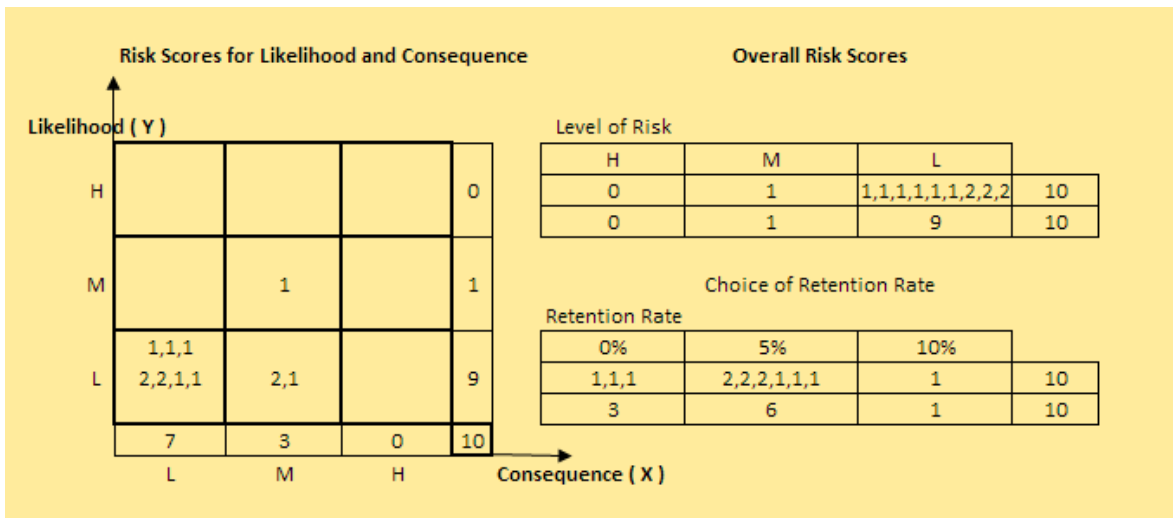 Risk Scores for Likelihood and Consequence
Likelihood ( Y )
H 0
M 1 1
1,1,1
L 2,2,1,1 2,1 9
7 3 0 10
L M H Consequence ( X )
Overall Risk Scores
Level of Risk
H M L
0 1 1,1,1,1,1,1,2,2,2 10
0 1 9 10
Choice of Retention Rate
Retention Rate
0% 5% 10%
1,1,1 2,2,2,1,1,1 1 10
3 6 1 10